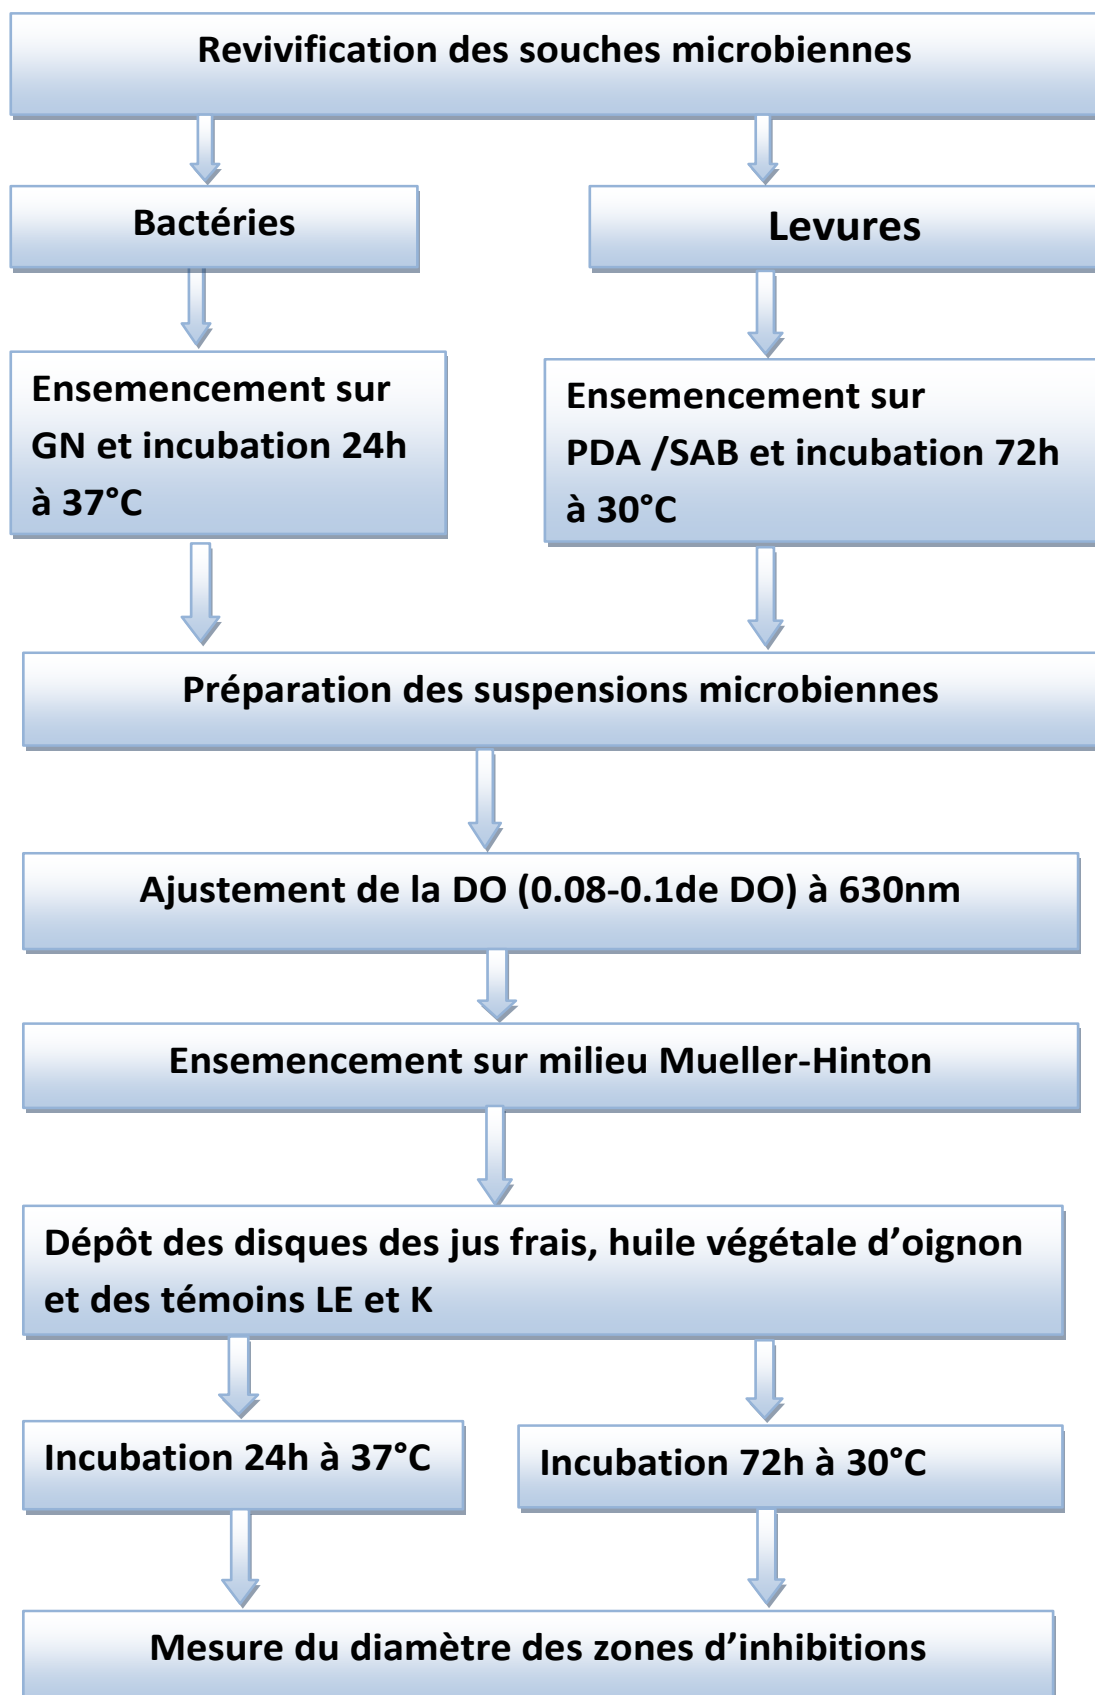 Revivification des souches microbiennes
Bactéries
Levures
Ensemencement sur
GN et incubation 24h
à 37°C
Ensemencement sur
PDA /SAB et incubation 72h
à 30°C
Préparation des suspensions microbiennes
Ajustement de la DO (0.08-0.1de DO) à 630nm
Ensemencement sur milieu Mueller-Hinton
Dépôt des disques des jus frais, huile végétale d’oignon
et des témoins LE et K
Incubation 24h à 37°C
Incubation 72h à 30°C
Mesure du diamètre des zones d’inhibitions